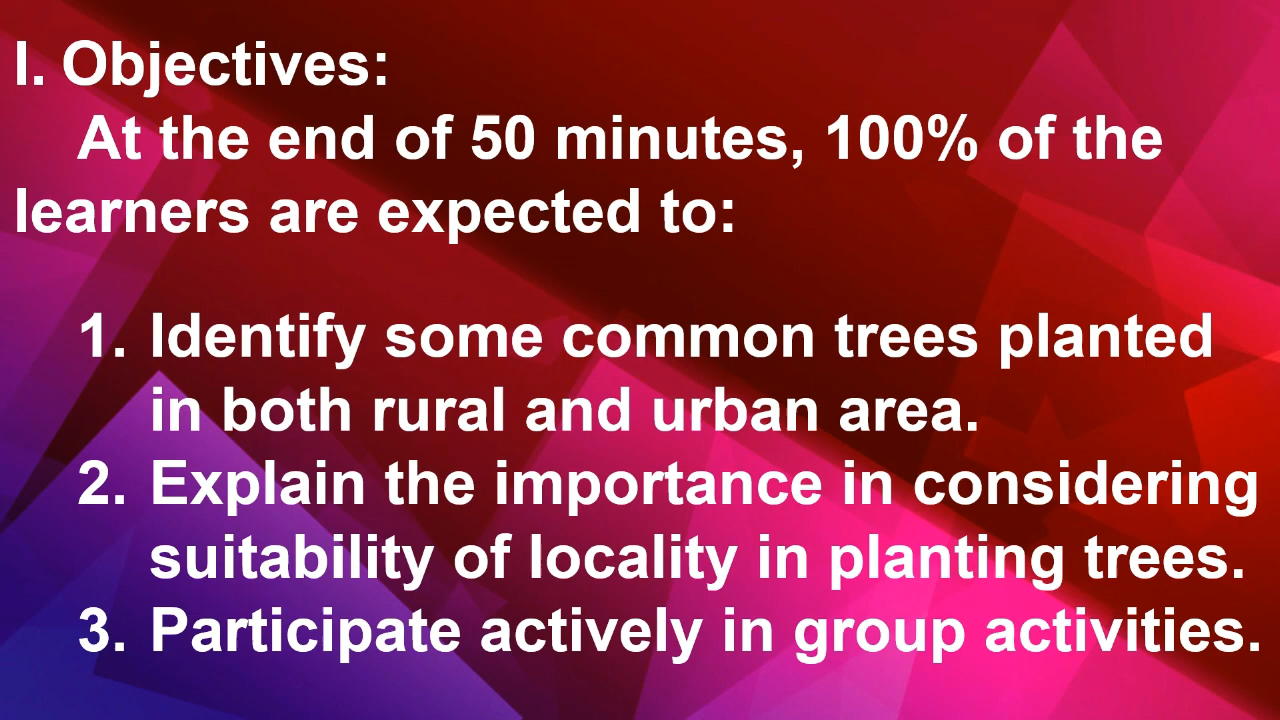 I. Objectives:
At the end of 50 minutes, 100% of the
learners are expected to:
1. Identify some common trees planted
in both rural and urban area.
2. Explain the importance in considering
suitability of locality in planting trees.
3. Participate actively in group activities.